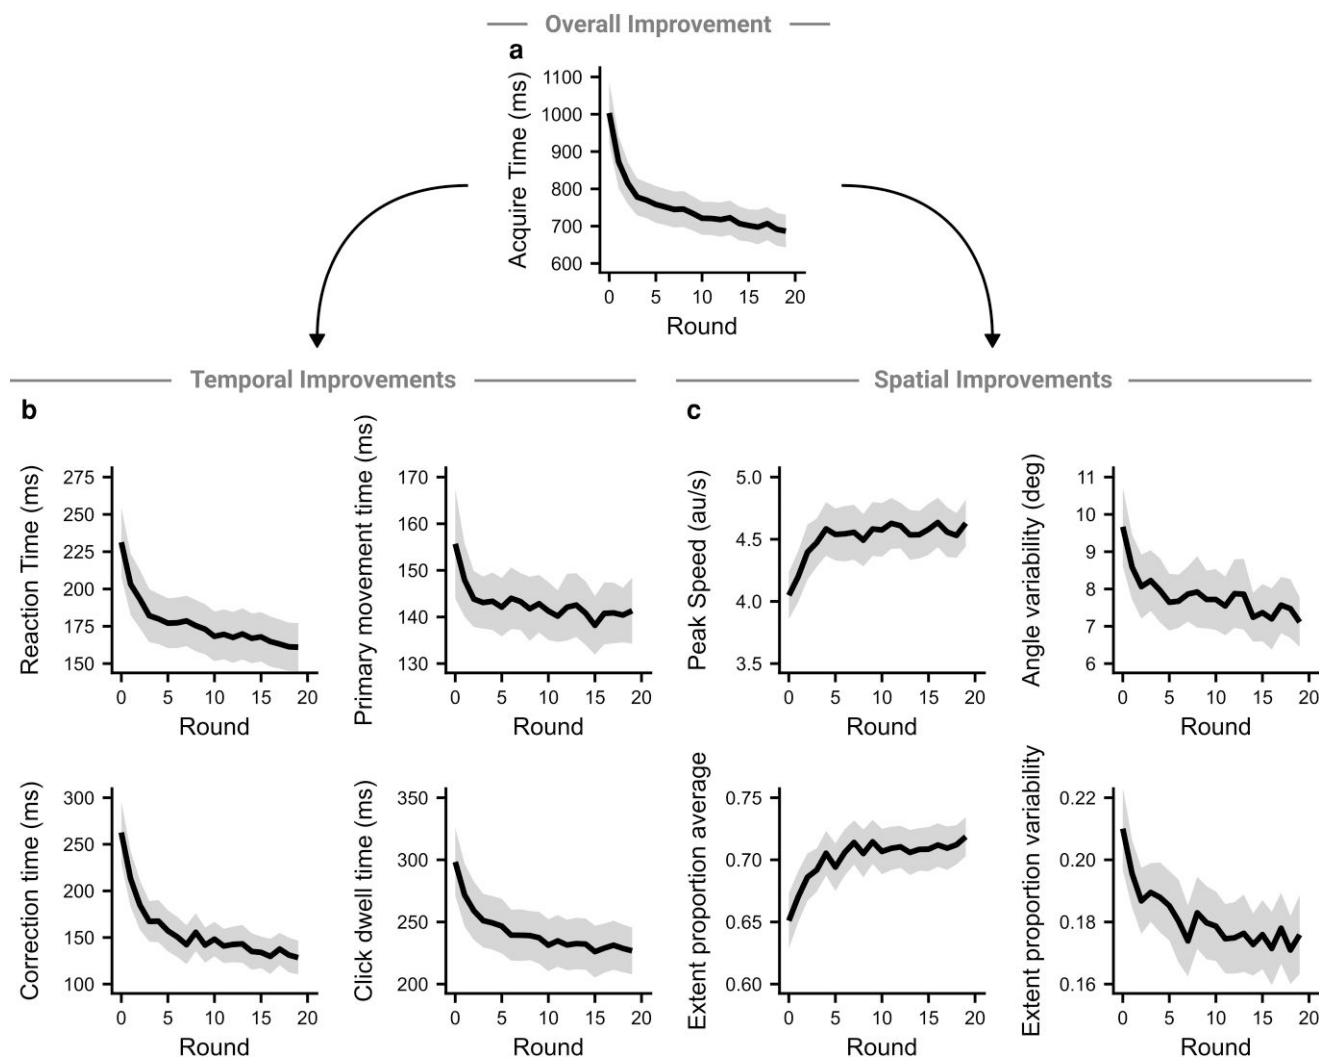 Overall Improvement
a
Acquire Time (ms)
1100
1000
900
800
700
600
0 5 10 15 20
Round
Temporal Improvements
b
Reaction Time (ms)
275
250
225
200
175
150
0 5 10 15 20
Round
Primary movement time (ms)
170
160
150
140
130
0 5 10 15 20
Round
Correction time (ms)
300
250
200
150
100
0 5 10 15 20
Round
Click dwell time (ms)
350
300
250
200
0 5 10 15 20
Round
Spatial Improvements
c
Peak Speed (au/s)
5.0
4.5
4.0
3.5
0 5 10 15 20
Round
Angle variability (deg)
11
10
9
8
7
6
0 5 10 15 20
Round
Extent proportion average
0.75
0.70
0.65
0.60
0 5 10 15 20
Round
Extent proportion variability
0.22
0.20
0.18
0.16
0 5 10 15 20
Round